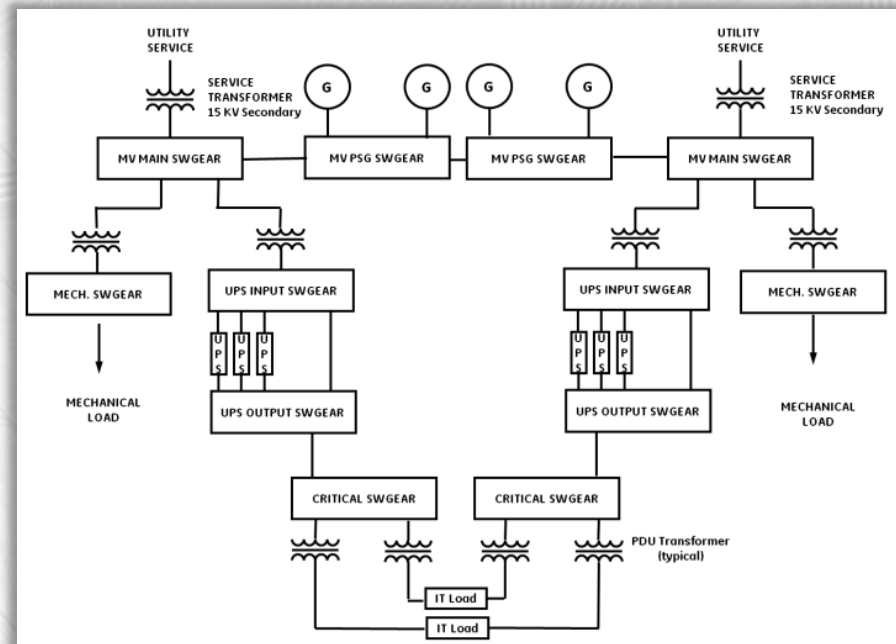 UTILITY
SERVICE
SERVICE
TRANSFORMER
15 KV Secondary
G
G
G
G
UTILITY
SERVICE
SERVICE
TRANSFORMER
15 KV Secondary
MV MAIN SWGEAR
MV PSG SWGEAR
MV PSG SWGEAR
MV MAIN SWGEAR
MECH. SWGEAR
UPS INPUT SWGEAR
UPS INPUT SWGEAR
MECH. SWGEAR
UPS
UPS
UPS
UPS
UPS
UPS
MECHANICAL
LOAD
UPS OUTPUT SWGEAR
UPS OUTPUT SWGEAR
MECHANICAL
LOAD
CRITICAL SWGEAR
CRITICAL SWGEAR
PDU Transformer
(typical)
IT Load
IT Load